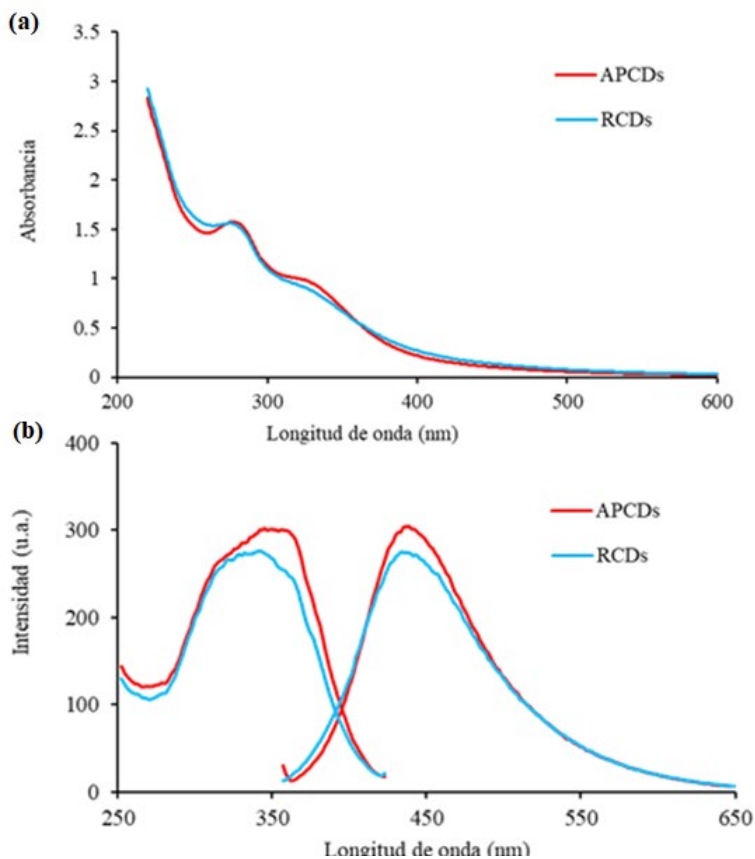 (a)
3.5
3
2.5
2
1.5
1
0.5
0
Absorbancia
APCDs
RCDs
200 300 400 500 600
Longitud de onda (nm)
(b)
400
300
200
100
0
Intensidad (u.a.)
APCDs
RCDs
250 350 450 550 650
Longitud de onda (nm)